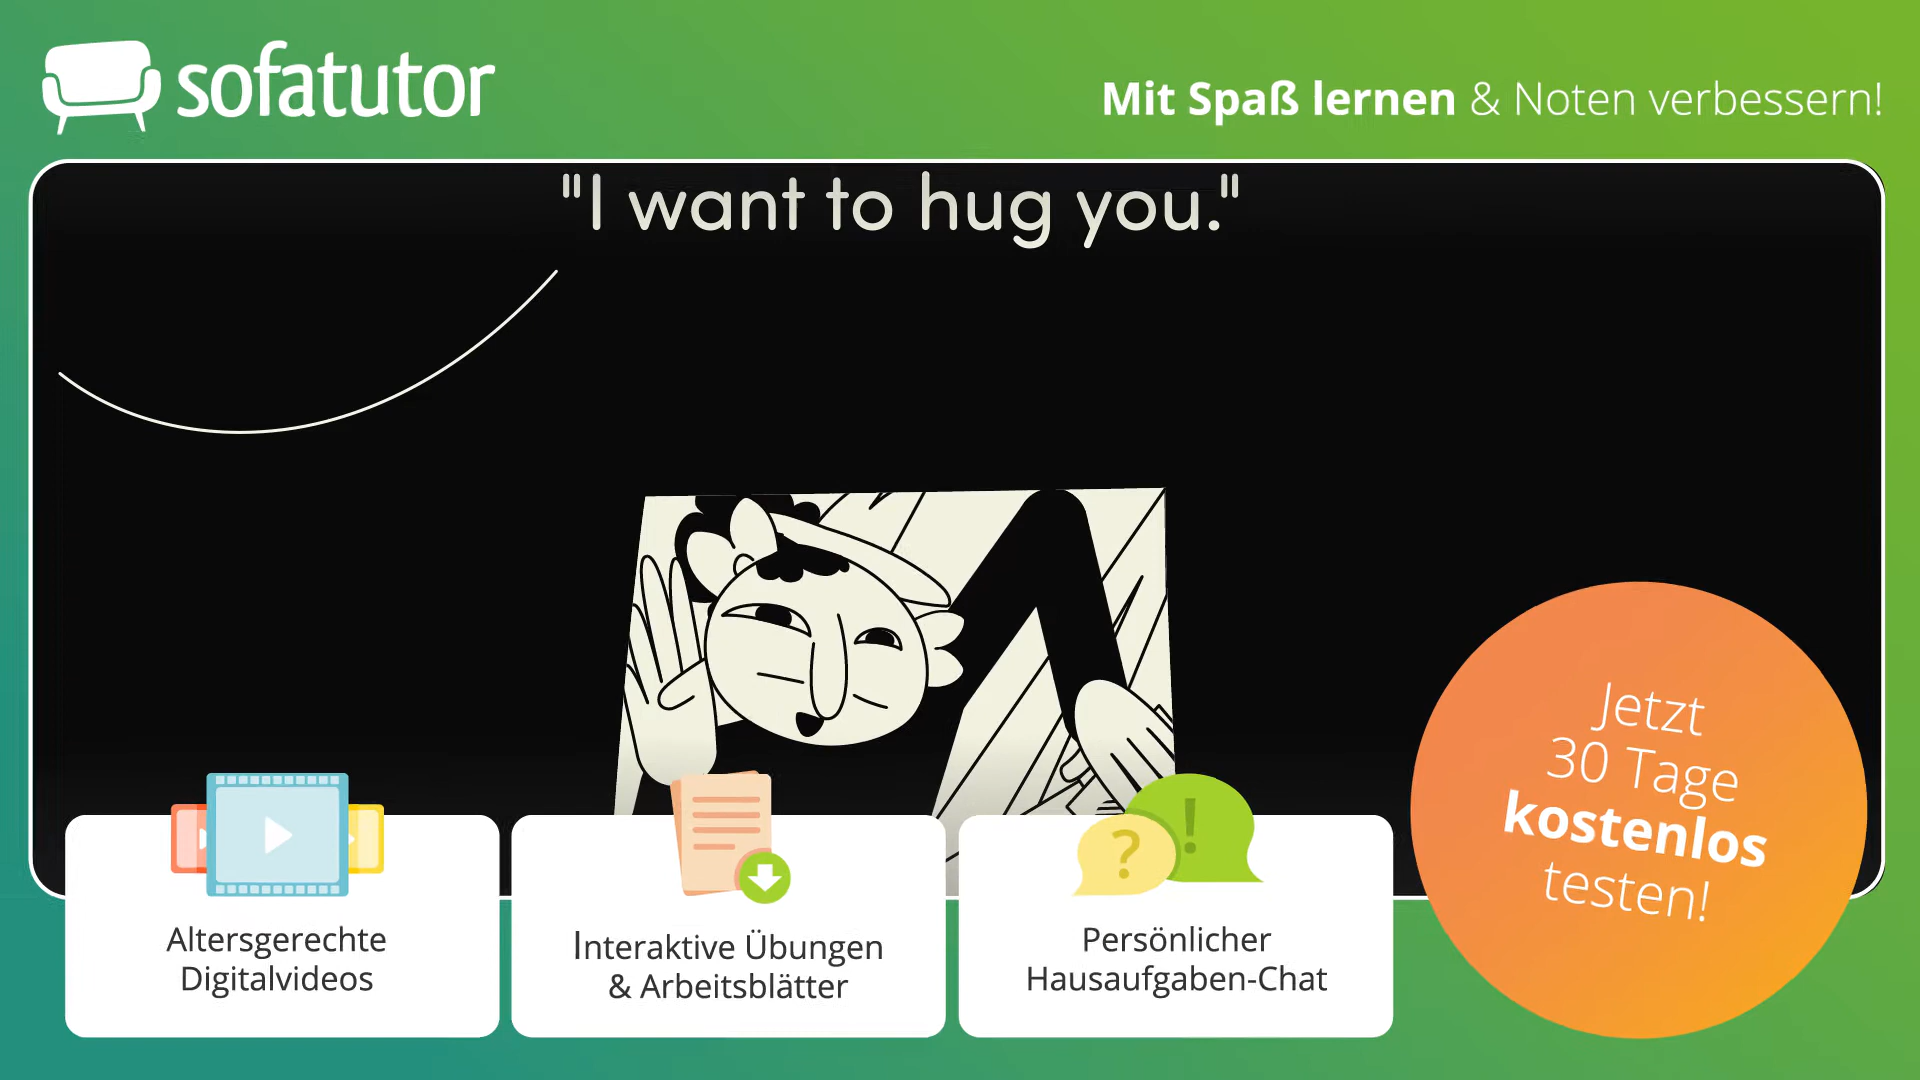 sofatutor
Mit Spaß lernen & Noten verbessern!
"I want to hug you."
Jetzt
30 Tage
kostenlos
testen!
Altersgerechte
Digitalvideos
Interaktive Übungen
& Arbeitsblätter
?
!
Persönlicher
Hausaufgaben-Chat